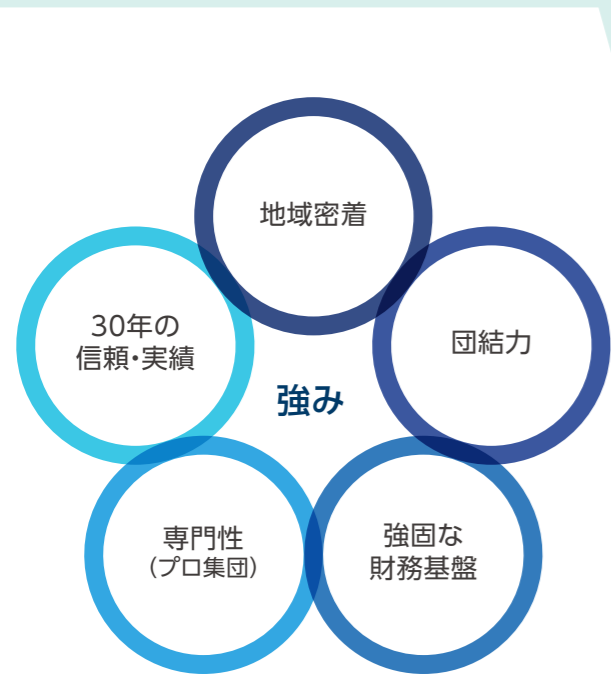 地域密着
団結力
強固な
財務基盤
専門性
(プロ集団)
30年の
信頼・実績
強み